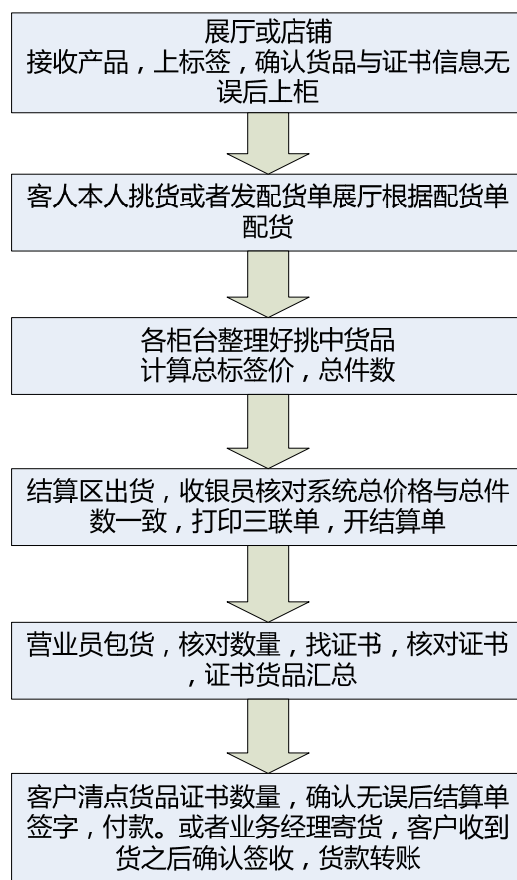 展厅或店铺
接收产品，上标签，确认货品与证书信息无
误后上柜
客人本人挑货或者发配货单展厅根据配货单
配货
各柜台整理好挑中货品
计算总标签价，总件数
结算区出货，收银员核对系统总价格与总件
数一致，打印三联单，开结算单
营业员包货，核对数量，找证书，核对证书
，证书货品汇总
客户清点货品证书数量，确认无误后结算单
签字，付款。或者业务经理寄货，客户收到
货之后确认签收，货款转账